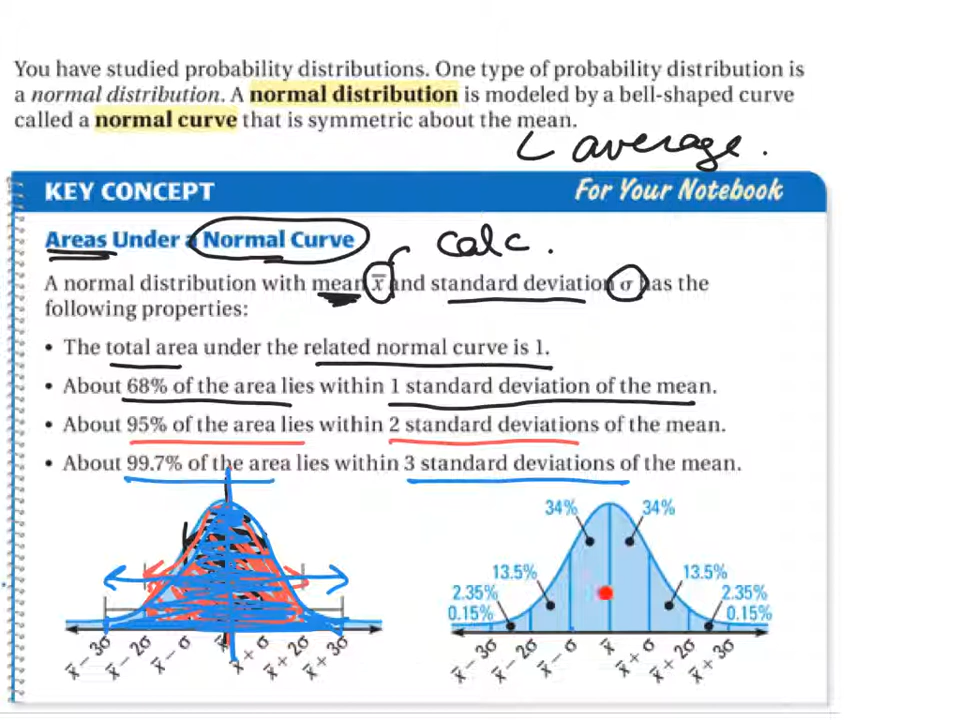 You have studied probability distributions. One type of probability distribution is
a normal distribution. A normal distribution is modeled by a bell-shaped curve
called a normal curve that is symmetric about the mean.
average.
KEY CONCEPT For Your Notebook
Areas Under a Normal Curve
calc.
A normal distribution with mean x̄ and standard deviation σ has the
following properties:
• The total area under the related normal curve is 1.
• About 68% of the area lies within 1 standard deviation of the mean.
• About 95% of the area lies within 2 standard deviations of the mean.
• About 99.7% of the area lies within 3 standard deviations of the mean.
34% 34%
13.5% 13.5%
2.35% 2.35%
0.15% 0.15%
x̄ − 3σ x̄ − 2σ x̄ − σ x̄ x̄ + σ x̄ + 2σ x̄ + 3σ
x̄ − 3σ x̄ − 2σ x̄ − σ x̄ x̄ + σ x̄ + 2σ x̄ + 3σ